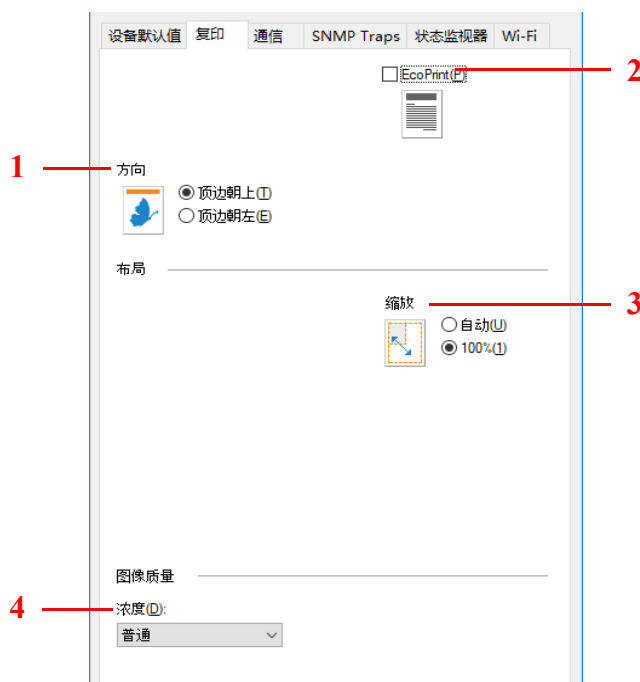 设备默认值 复印 通信 SNMP Traps 状态监视器 Wi-Fi
EcoPrint(P) 2
1 方向
顶边朝上(T)
顶边朝左(E)
布局
缩放 3
自动(U)
100%(1)
图像质量
4 浓度(D):
普通